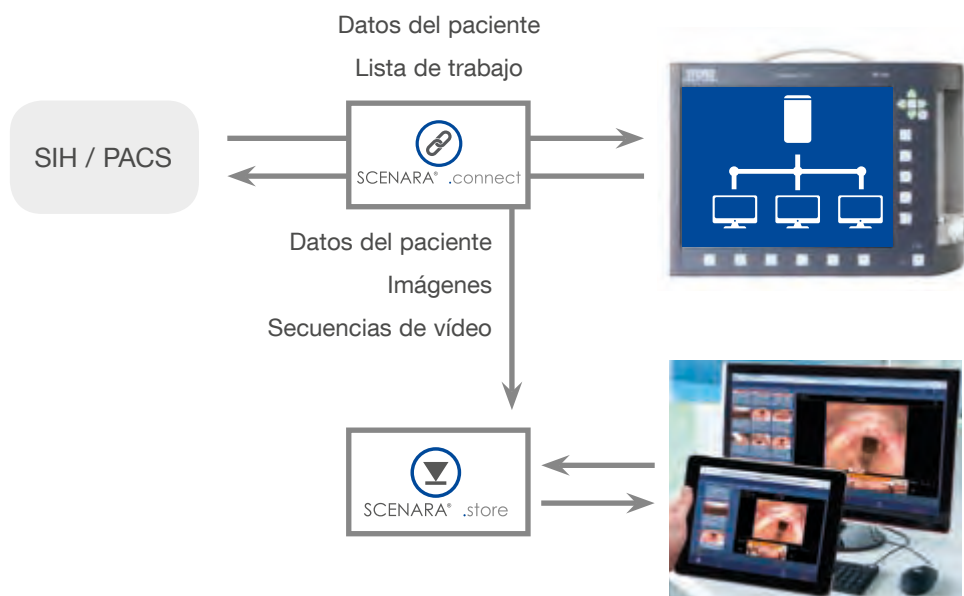 Datos del paciente
Lista de trabajo
SIH / PACS
SCENARA® .connect
Datos del paciente
Imágenes
Secuencias de vídeo
SCENARA® .store